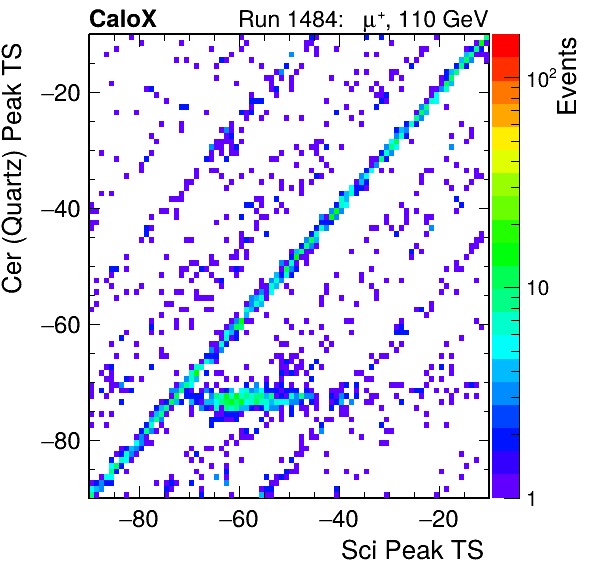 CaloX Run 1484: μ⁺, 110 GeV
Cer (Quartz) Peak TS
−20
−40
−60
−80
−80 −60 −40 −20
Sci Peak TS
Events
10²
10
1